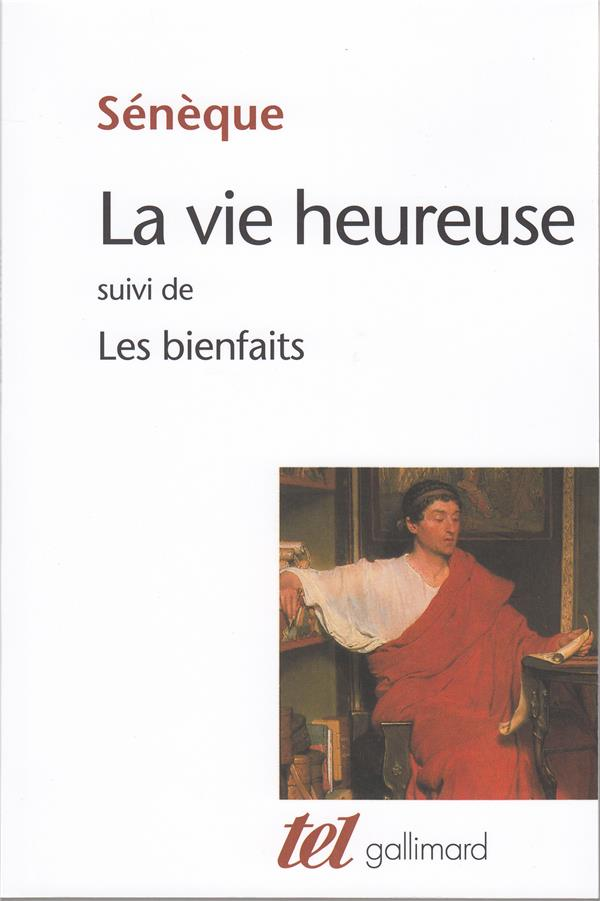 Sénèque
La vie heureuse
suivi de
Les bienfaits
tel gallimard